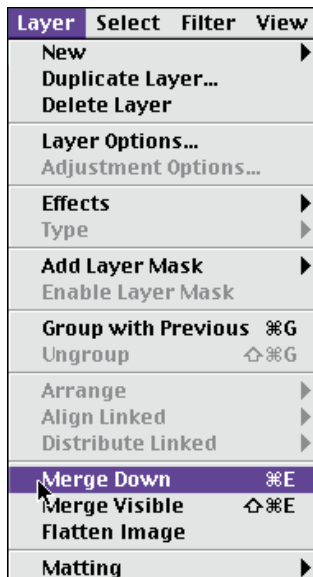 Layer Select Filter View
New
Duplicate Layer...
Delete Layer
Layer Options...
Adjustment Options...
Effects
Type
Add Layer Mask
Enable Layer Mask
Group with Previous ⌘G
Ungroup ⇧⌘G
Arrange
Align Linked
Distribute Linked
Merge Down ⌘E
Merge Visible ⇧⌘E
Flatten Image
Matting